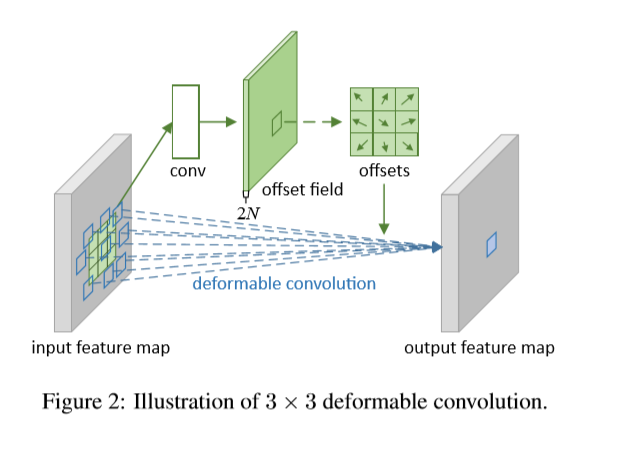 conv
offset field
offsets
2N
deformable convolution
input feature map
output feature map
Figure 2: Illustration of 3 × 3 deformable convolution.